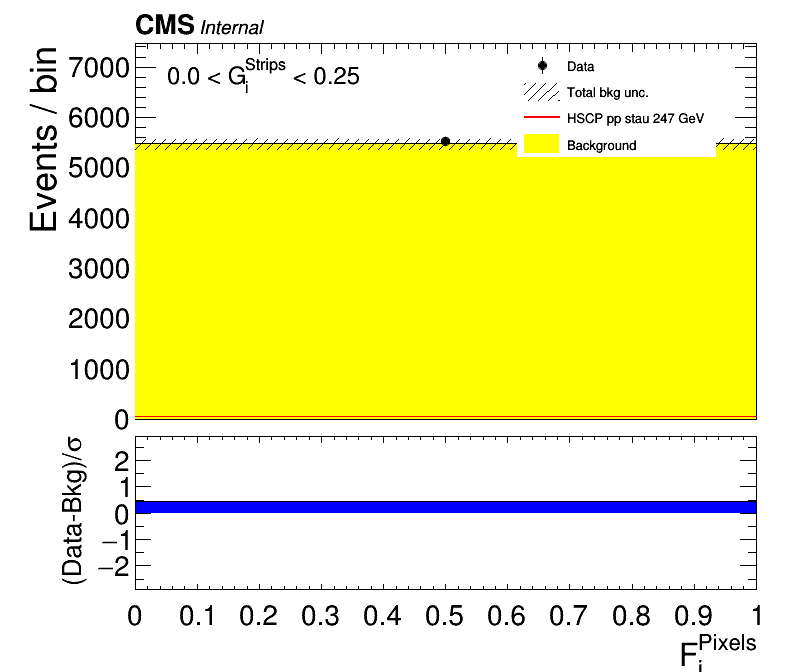 CMS Internal
7000
6000
5000
4000
3000
2000
1000
0
Events / bin
0.0 < G_i^Strips < 0.25
Data
Total bkg unc.
HSCP pp stau 247 GeV
Background
2
1
0
−1
−2
(Data-Bkg)/σ
0 0.1 0.2 0.3 0.4 0.5 0.6 0.7 0.8 0.9 1
F_i^Pixels